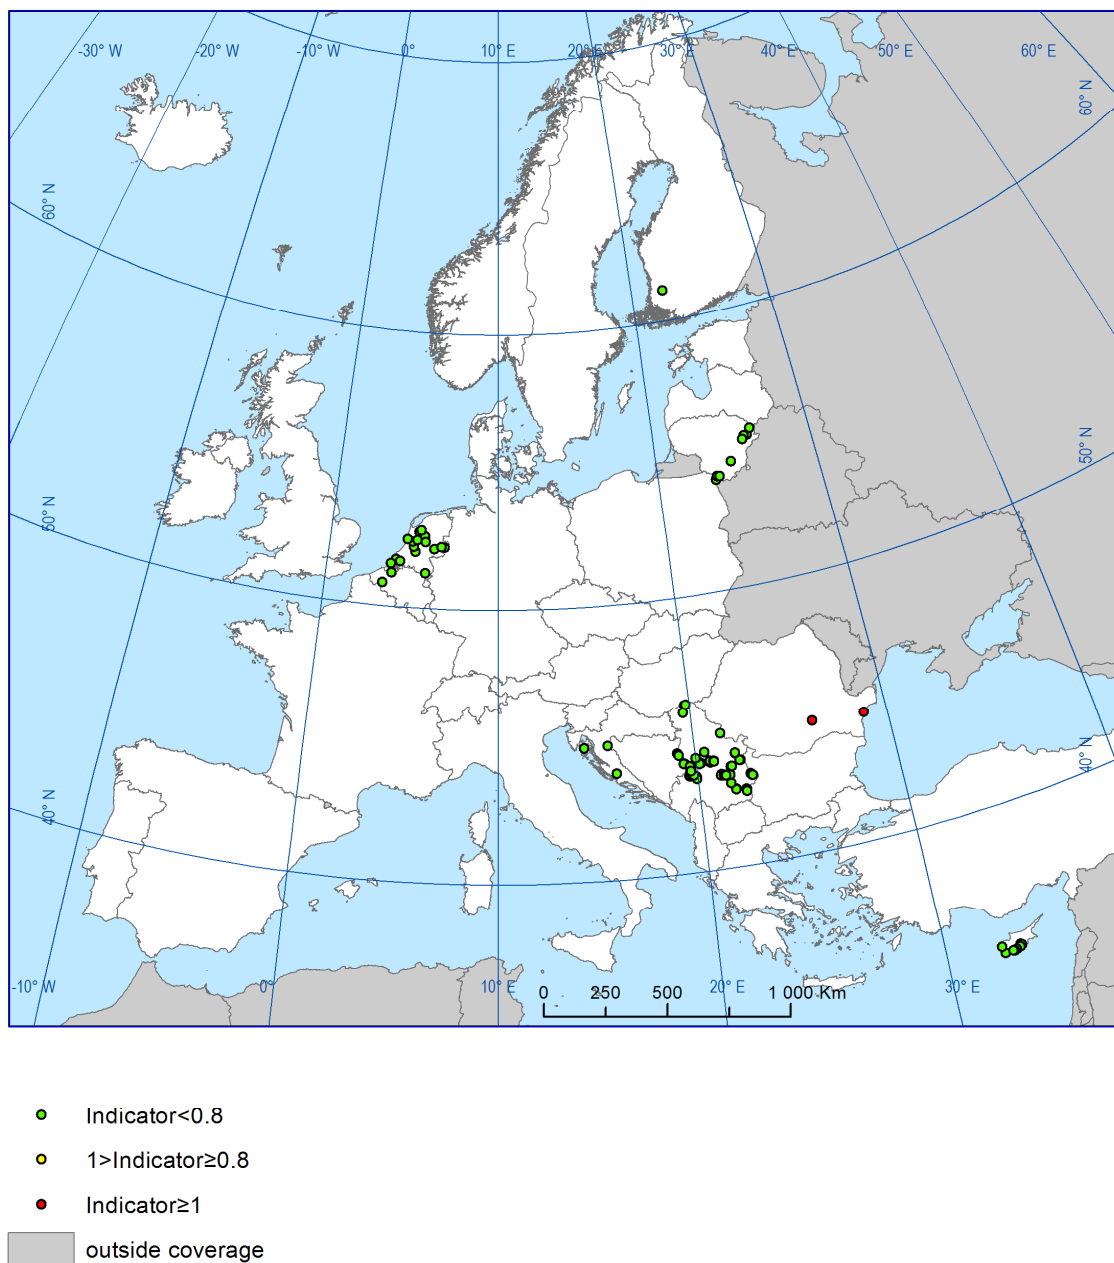 -30° W -20° W -10° W 0° 10° E 20° E 30° E 40° E 50° E 60° E
60° N
60° N
50° N
50° N
40° N
40° N
-10° W 0° 10° E 20° E 30° E
0 250 500 1 000 Km
Indicator<0.8
1>Indicator≥0.8
Indicator≥1
outside coverage